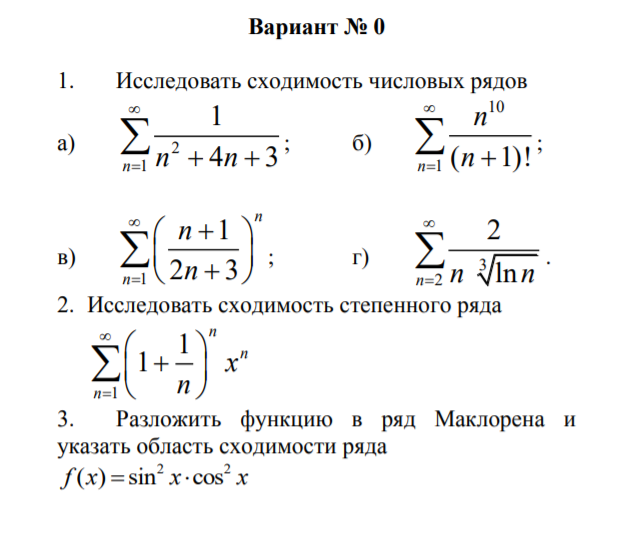 Вариант № 0
1. Исследовать сходимость числовых рядов
а) $\sum_{n=1}^{\infty} \frac{1}{n^2+4n+3}$; б) $\sum_{n=1}^{\infty} \frac{n^{10}}{(n+1)!}$;
в) $\sum_{n=1}^{\infty} \left(\frac{n+1}{2n+3}\right)^n$; г) $\sum_{n=2}^{\infty} \frac{2}{n\sqrt[3]{\ln n}}$.
2. Исследовать сходимость степенного ряда
$\sum_{n=1}^{\infty} \left(1+\frac{1}{n}\right)^n x^n$
3. Разложить функцию в ряд Маклорена и
указать область сходимости ряда
$f(x)=\sin^2 x \cdot \cos^2 x$